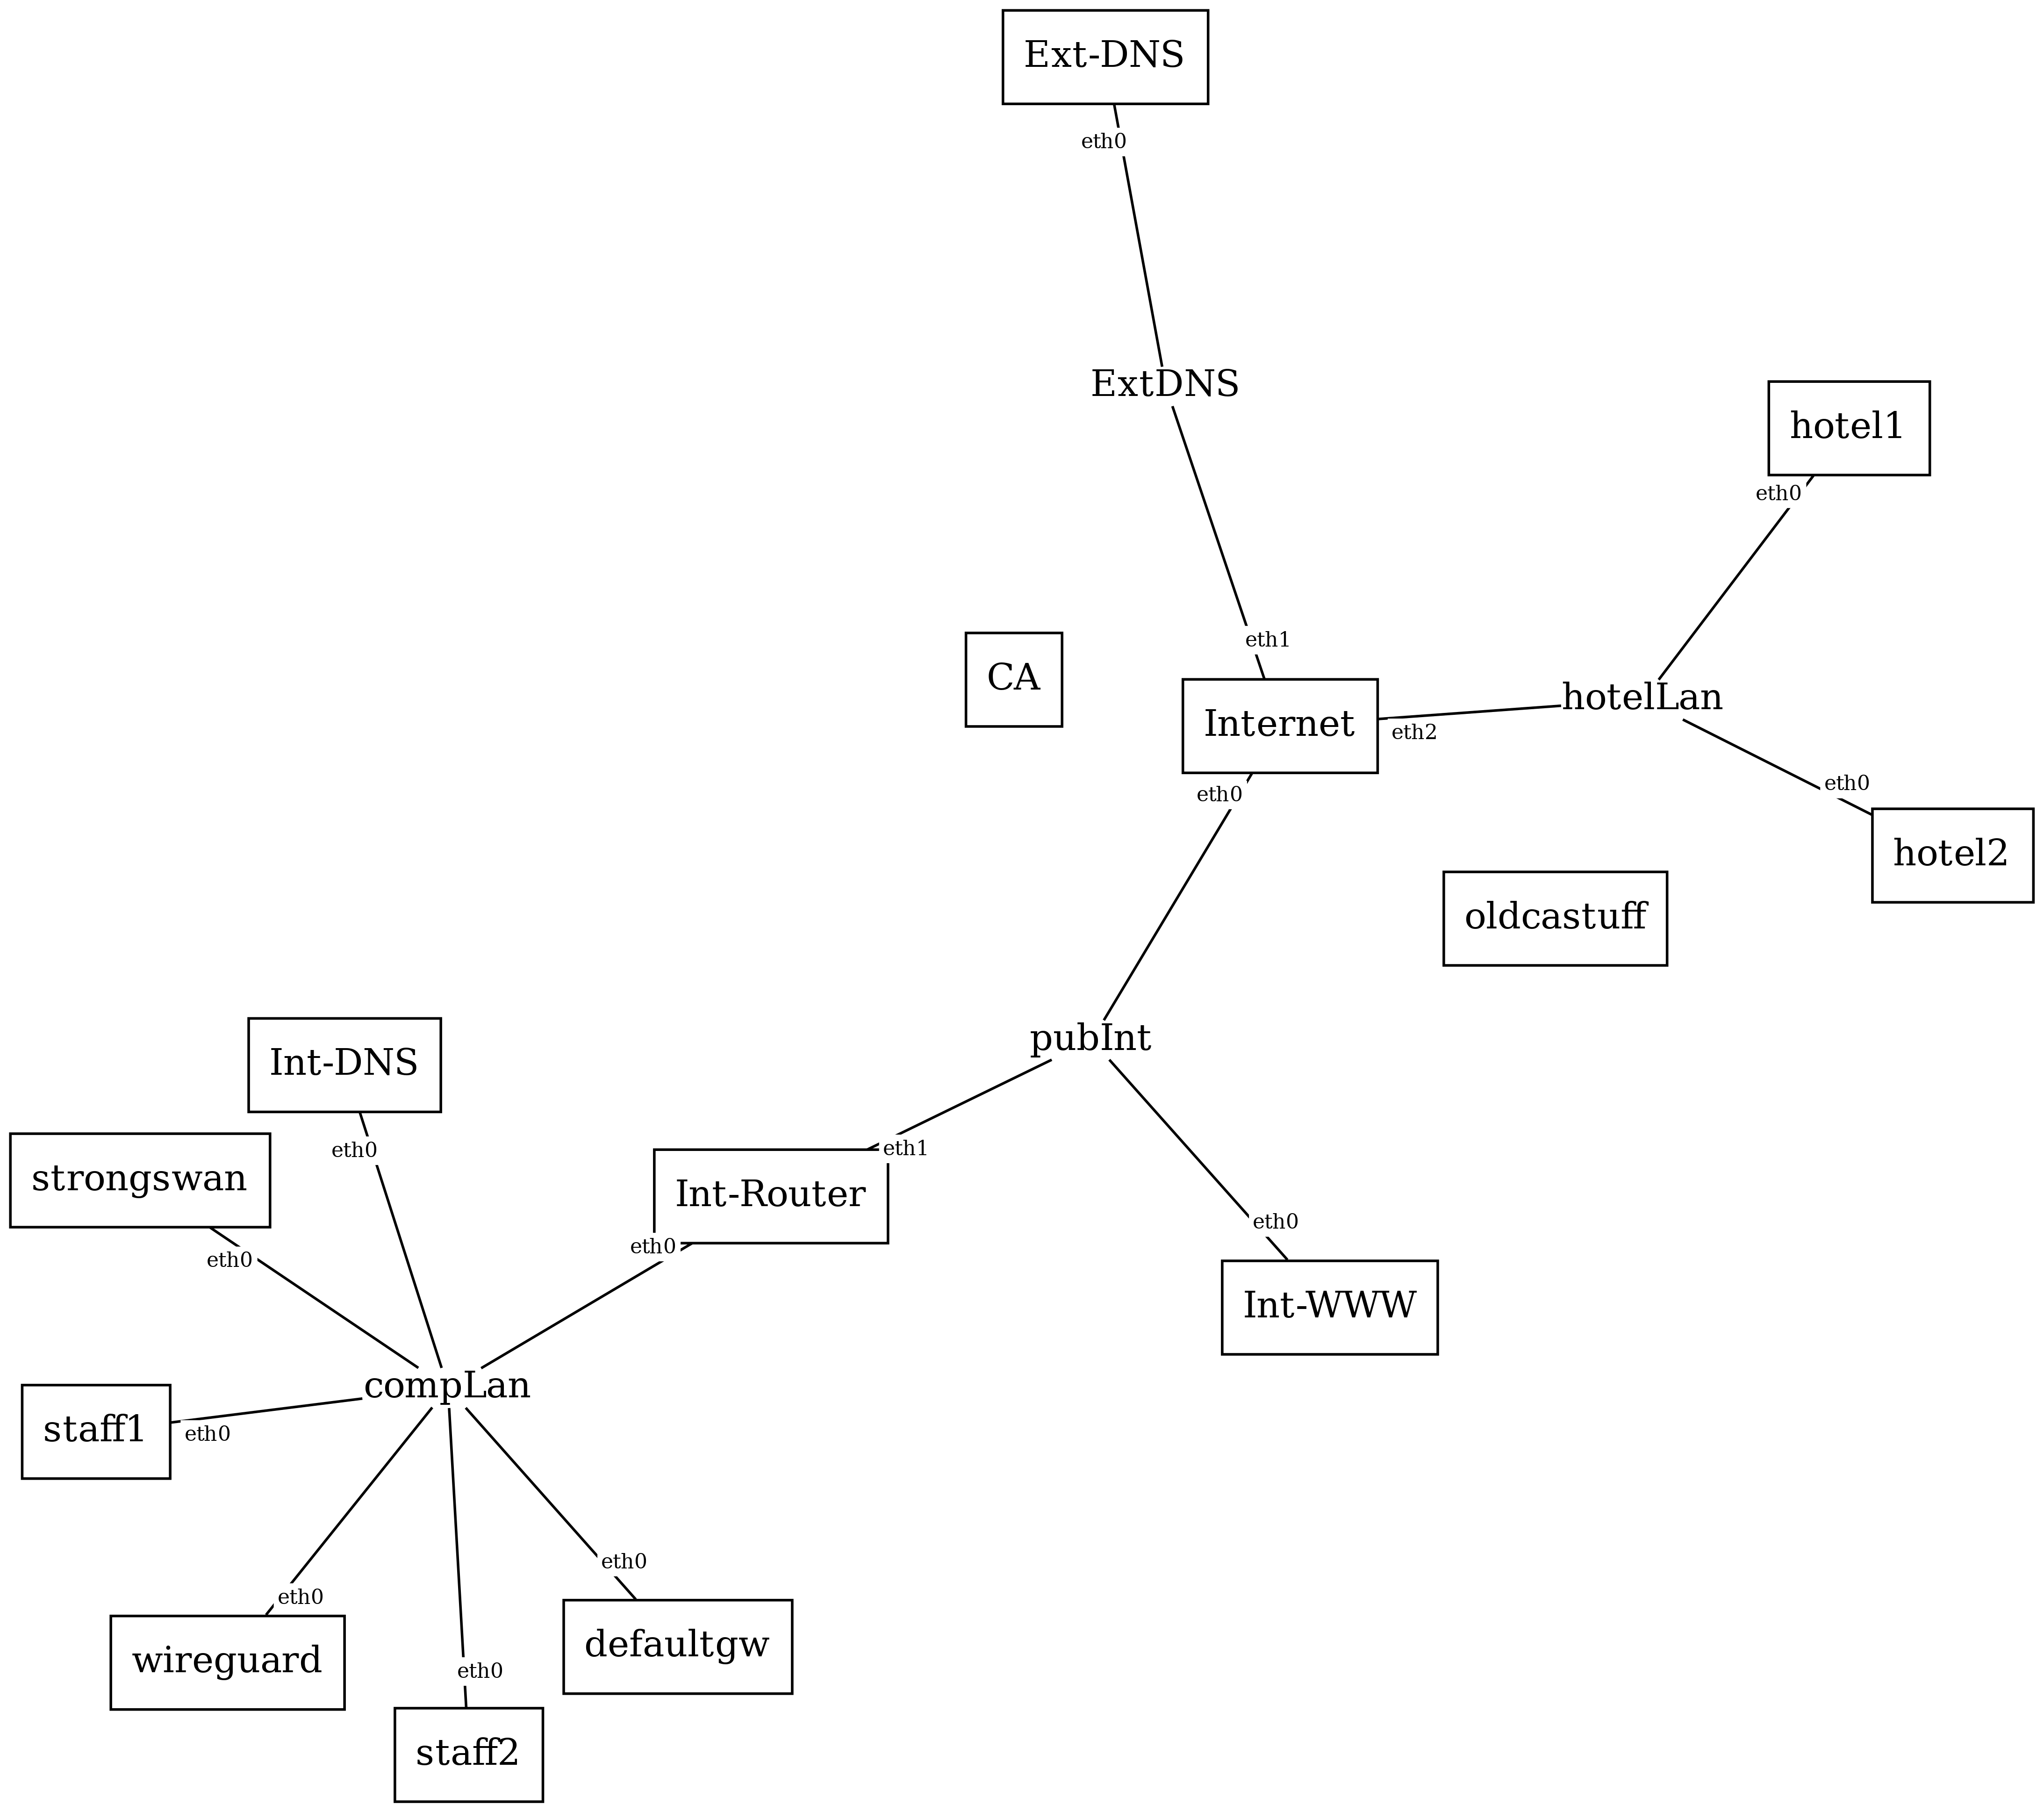 Ext-DNS
eth0
ExtDNS
hotel1
eth0
eth1
CA
Internet
hotelLan
eth2
eth0
eth0
hotel2
oldcastuff
pubInt
Int-DNS
eth0
strongswan
eth1
Int-Router
eth0
eth0
eth0
Int-WWW
compLan
staff1
eth0
eth0
eth0
wireguard
defaultgw
eth0
staff2